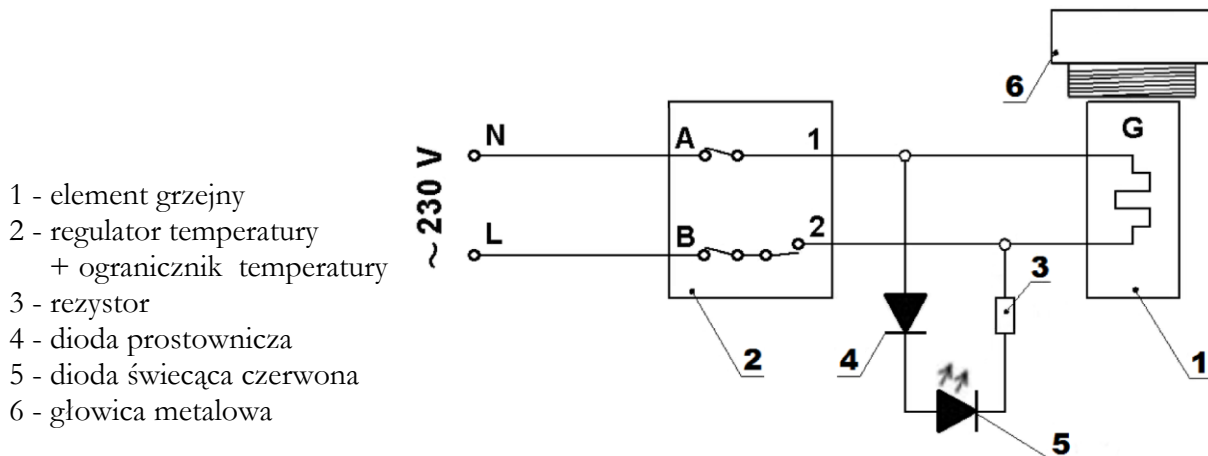 1 - element grzejny
2 - regulator temperatury
+ ogranicznik temperatury
3 - rezystor
4 - dioda prostownicza
5 - dioda świecąca czerwona
6 - głowica metalowa
~ 230 V
N
L
A
1
B
2
2
4
5
3
6
G
1